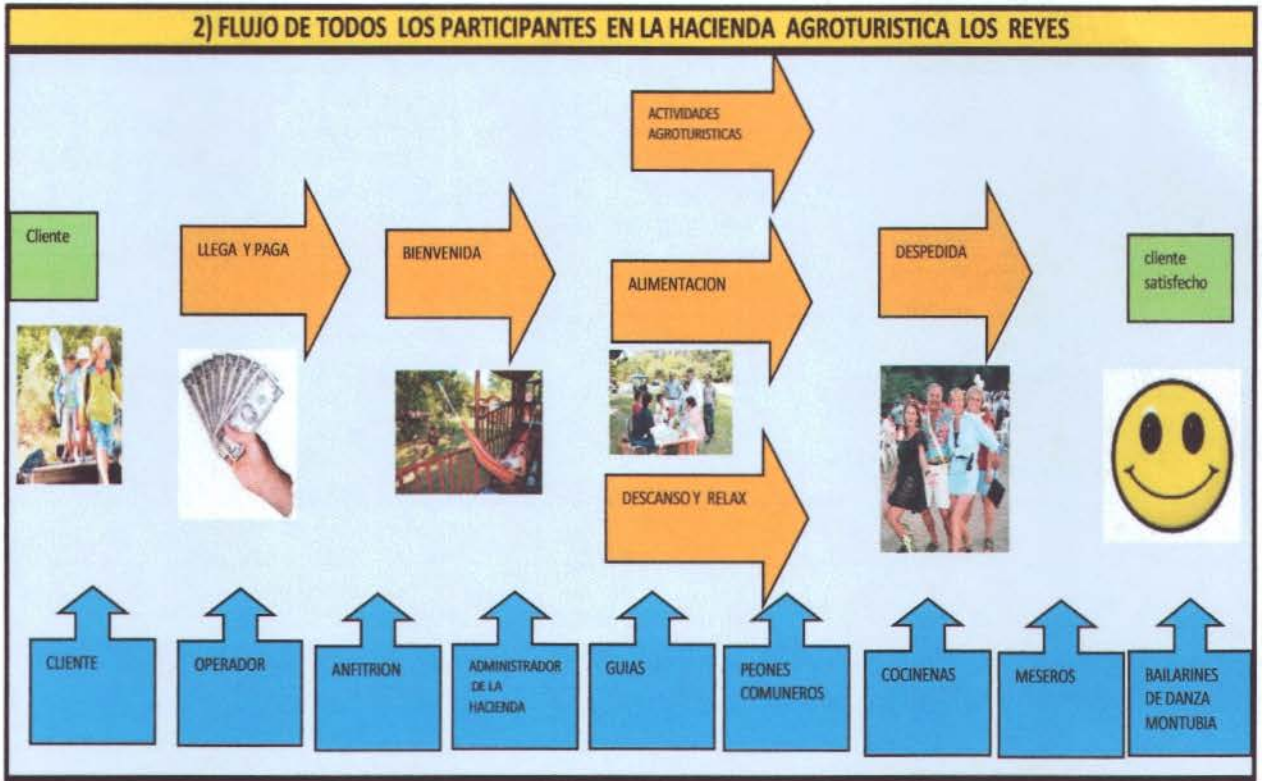 2) FLUJO DE TODOS LOS PARTICIPANTES EN LA HACIENDA AGROTURISTICA LOS REYES
ACTIVIDADES
AGROTURISTICAS
Cliente
LLEGA Y PAGA
BIENVENIDA
ALIMENTACION
DESPEDIDA
cliente
satisfecho
DESCANSO Y RELAX
CLIENTE
OPERADOR
ANFITRION
ADMINISTRADOR
DE LA
HACIENDA
GUIAS
PEONES
COMUNEROS
COCINENAS
MESEROS
BAILARINES
DE DANZA
MONTUBIA